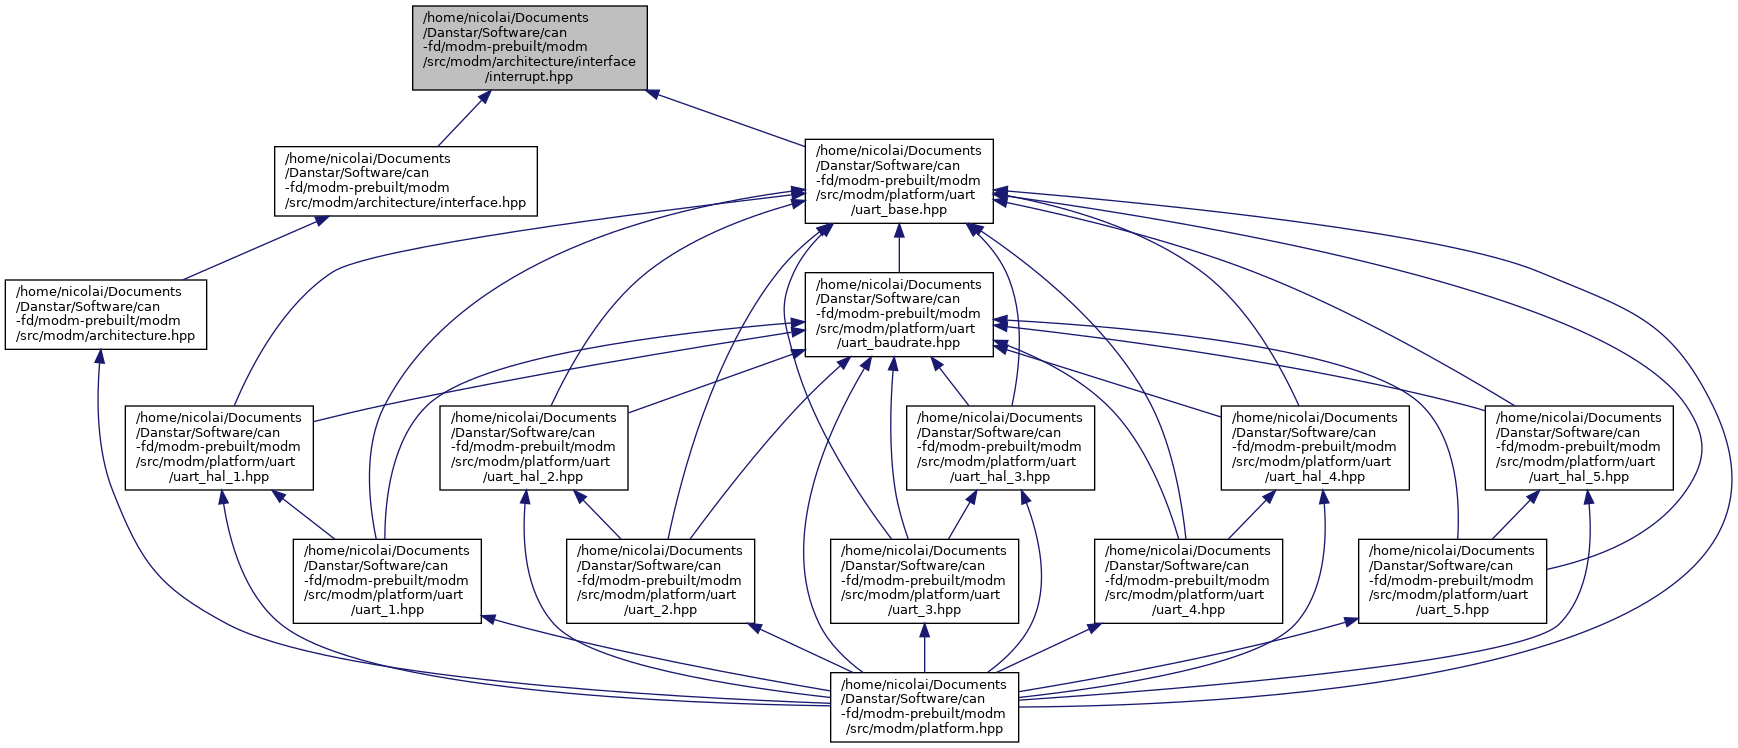 /home/nicolai/Documents
/Danstar/Software/can
-fd/modm-prebuilt/modm
/src/modm/architecture/interface
/interrupt.hpp
/home/nicolai/Documents
/Danstar/Software/can
-fd/modm-prebuilt/modm
/src/modm/architecture/interface.hpp
/home/nicolai/Documents
/Danstar/Software/can
-fd/modm-prebuilt/modm
/src/modm/platform/uart
/uart_base.hpp
/home/nicolai/Documents
/Danstar/Software/can
-fd/modm-prebuilt/modm
/src/modm/architecture.hpp
/home/nicolai/Documents
/Danstar/Software/can
-fd/modm-prebuilt/modm
/src/modm/platform/uart
/uart_baudrate.hpp
/home/nicolai/Documents
/Danstar/Software/can
-fd/modm-prebuilt/modm
/src/modm/platform/uart
/uart_hal_1.hpp
/home/nicolai/Documents
/Danstar/Software/can
-fd/modm-prebuilt/modm
/src/modm/platform/uart
/uart_hal_2.hpp
/home/nicolai/Documents
/Danstar/Software/can
-fd/modm-prebuilt/modm
/src/modm/platform/uart
/uart_hal_3.hpp
/home/nicolai/Documents
/Danstar/Software/can
-fd/modm-prebuilt/modm
/src/modm/platform/uart
/uart_hal_4.hpp
/home/nicolai/Documents
/Danstar/Software/can
-fd/modm-prebuilt/modm
/src/modm/platform/uart
/uart_hal_5.hpp
/home/nicolai/Documents
/Danstar/Software/can
-fd/modm-prebuilt/modm
/src/modm/platform/uart
/uart_1.hpp
/home/nicolai/Documents
/Danstar/Software/can
-fd/modm-prebuilt/modm
/src/modm/platform/uart
/uart_2.hpp
/home/nicolai/Documents
/Danstar/Software/can
-fd/modm-prebuilt/modm
/src/modm/platform/uart
/uart_3.hpp
/home/nicolai/Documents
/Danstar/Software/can
-fd/modm-prebuilt/modm
/src/modm/platform/uart
/uart_4.hpp
/home/nicolai/Documents
/Danstar/Software/can
-fd/modm-prebuilt/modm
/src/modm/platform/uart
/uart_5.hpp
/home/nicolai/Documents
/Danstar/Software/can
-fd/modm-prebuilt/modm
/src/modm/platform.hpp